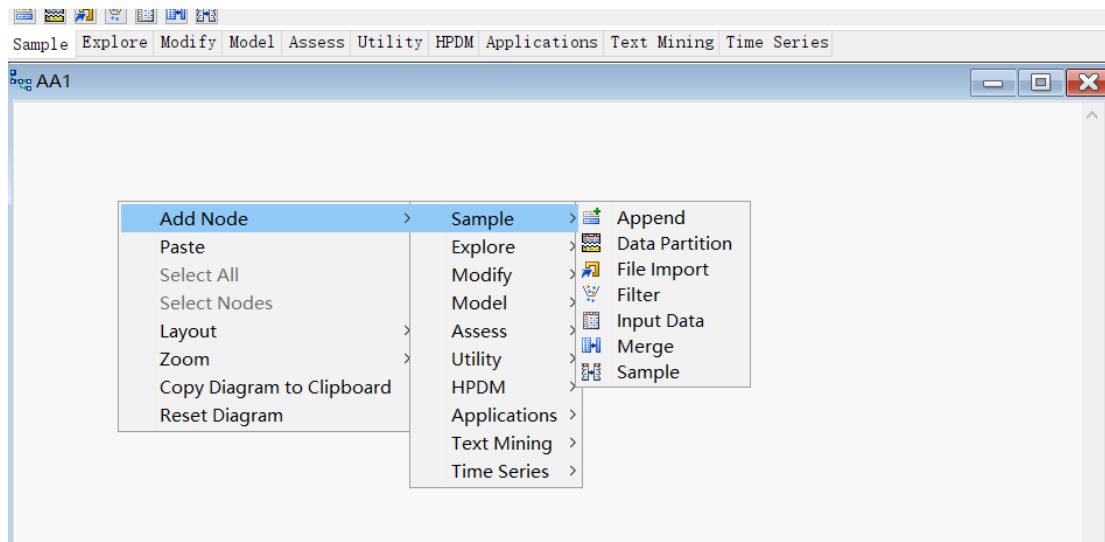 Sample Explore Modify Model Assess Utility HPDM Applications Text Mining Time Series
AA1
Add Node
Paste
Select All
Select Nodes
Layout
Zoom
Copy Diagram to Clipboard
Reset Diagram
Sample
Explore
Modify
Model
Assess
Utility
HPDM
Applications
Text Mining
Time Series
Append
Data Partition
File Import
Filter
Input Data
Merge
Sample